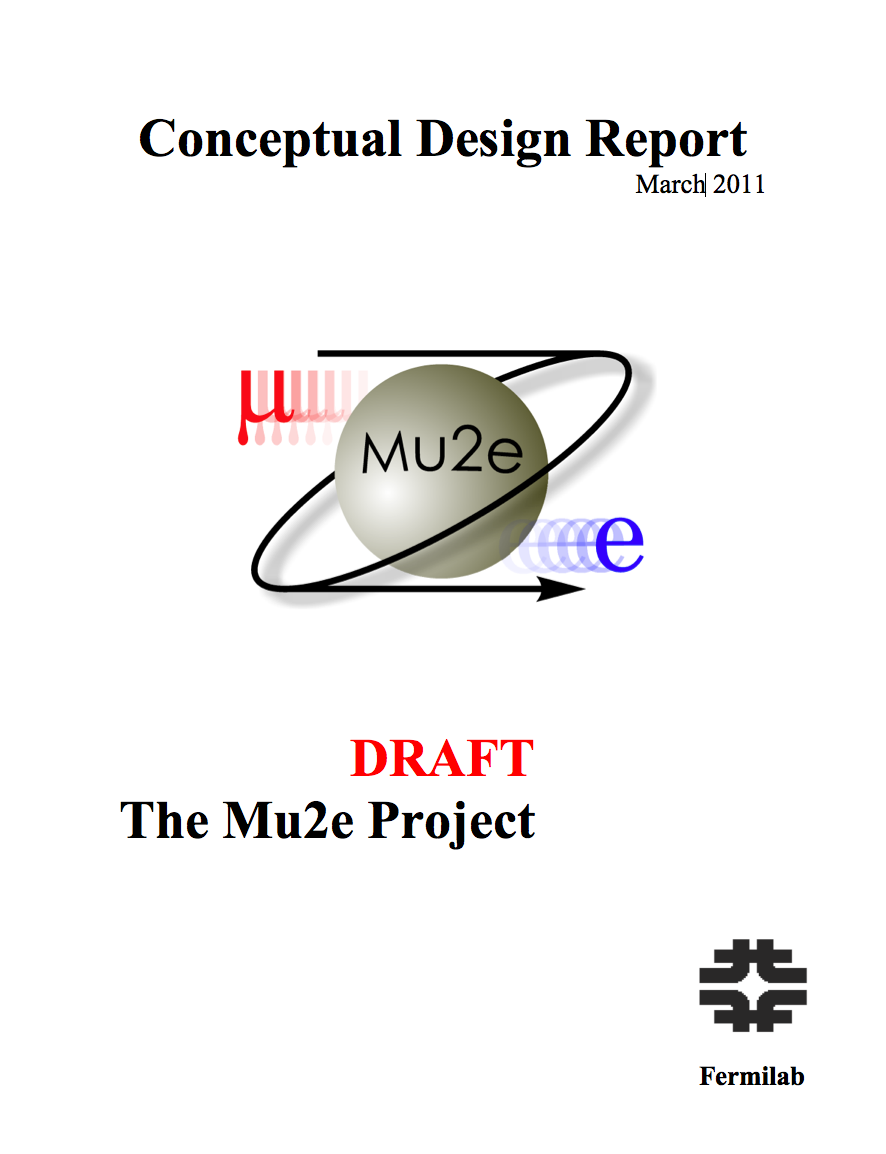 Conceptual Design Report
March 2011
μ
Mu2e
e
DRAFT
The Mu2e Project
Fermilab